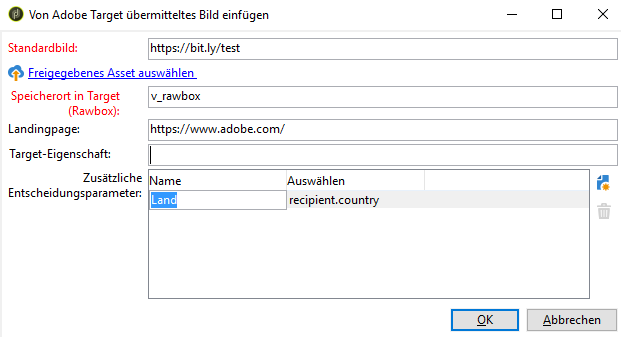 Von Adobe Target übermitteltes Bild einfügen
Standardbild: https://bit.ly/test
Freigegebenes Asset auswählen
Speicherort in Target
(Rawbox): v_rawbox
Landingpage: https://www.adobe.com/
Target-Eigenschaft:
Zusätzliche
Entscheidungsparameter:
Name Auswählen
Land recipient.country
OK Abbrechen